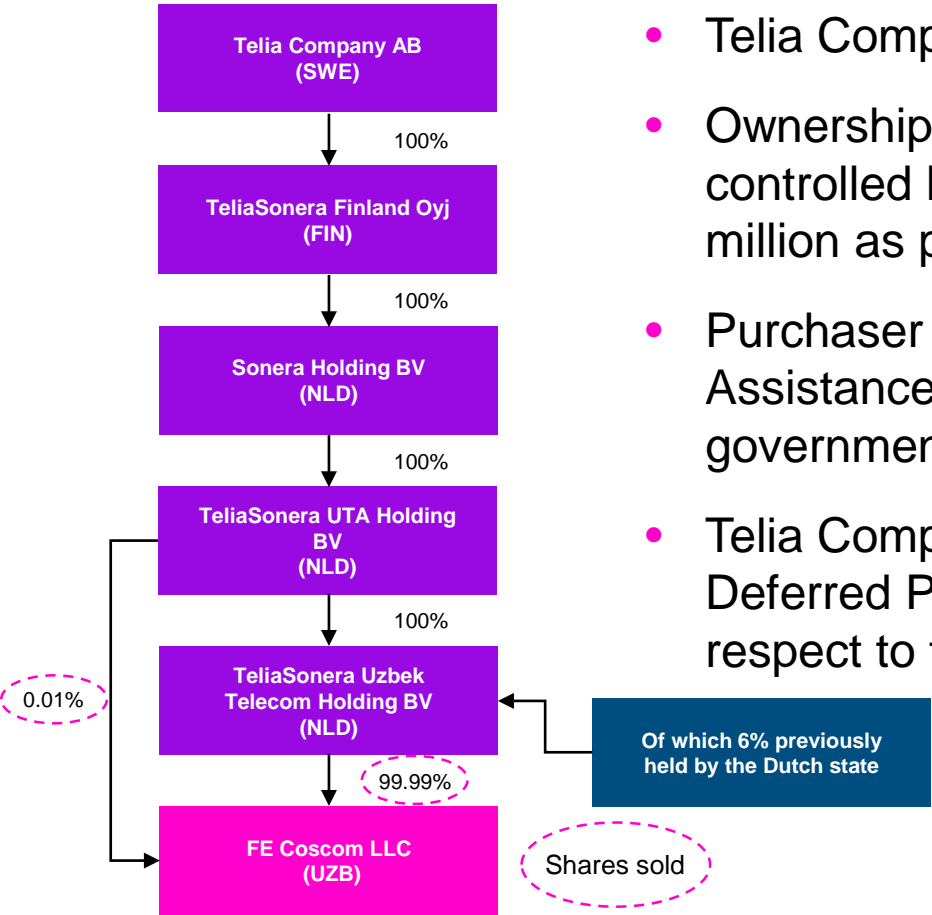 Telia Company AB
(SWE)
100%
TeliaSonera Finland Oyj
(FIN)
100%
Sonera Holding BV
(NLD)
100%
TeliaSonera UTA Holding
BV
(NLD)
100%
TeliaSonera Uzbek
Telecom Holding BV
(NLD)
0.01%
99.99%
FE Coscom LLC
(UZB)
Shares sold
Of which 6% previously
held by the Dutch state
• Telia Comp
• Ownership
controlled
million as p
• Purchaser
Assistance
governmen
• Telia Comp
Deferred P
respect to